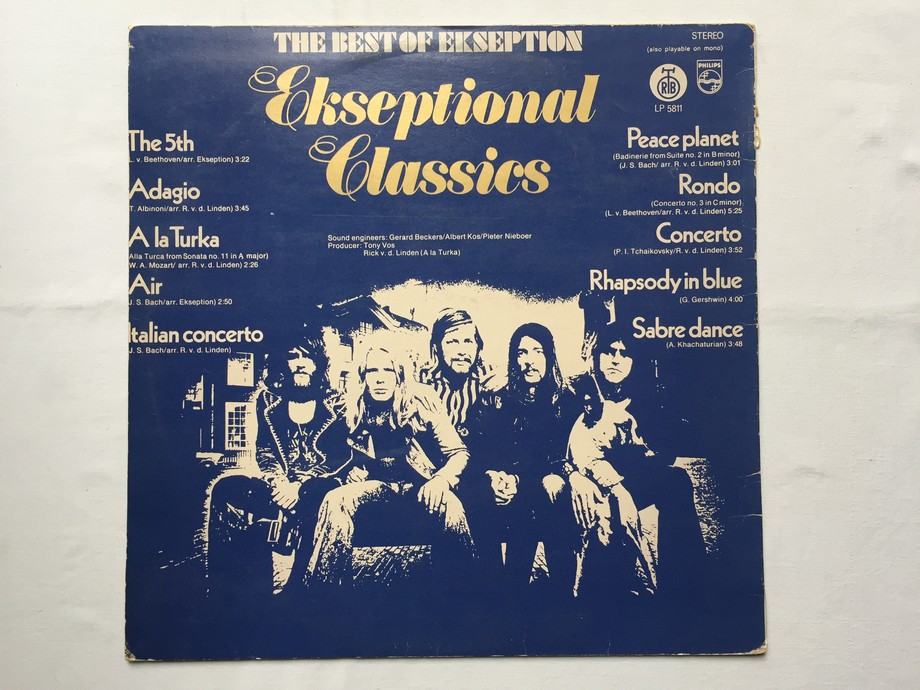 THE BEST OF EKSEPTION
STEREO
(also playable on mono)
Ekseptional
Classics
RTB
PHILIPS
LP 5811
The 5th
L. v. Beethoven/arr. Ekseption) 3:22
Adagio
T. Albinoni/arr. R. v. d. Linden) 3:45
A la Turka
Alla Turca from Sonata no. 11 in A major)
W. A. Mozart/ arr. R. v. d. Linden) 2:26
Air
J. S. Bach/arr. Ekseption) 2:50
Italian concerto
J. S. Bach/arr. R. v. d. Linden)
Sound engineers: Gerard Beckers/Albert Kos/Pieter Nieboer
Producer: Tony Vos
Rick v. d. Linden (A la Turka)
Peace planet
(Badinerie from Suite no. 2 in B minor)
(J. S. Bach/ arr. R. v. d. Linden) 3:01
Rondo
(Concerto no. 3 in C minor)
(L. v. Beethoven/arr. R. v. d. Linden) 5:25
Concerto
(P. I. Tchaikovsky/R. v. d. Linden) 3:52
Rhapsody in blue
(G. Gershwin) 4:00
Sabre dance
(A. Khachaturian) 3:48